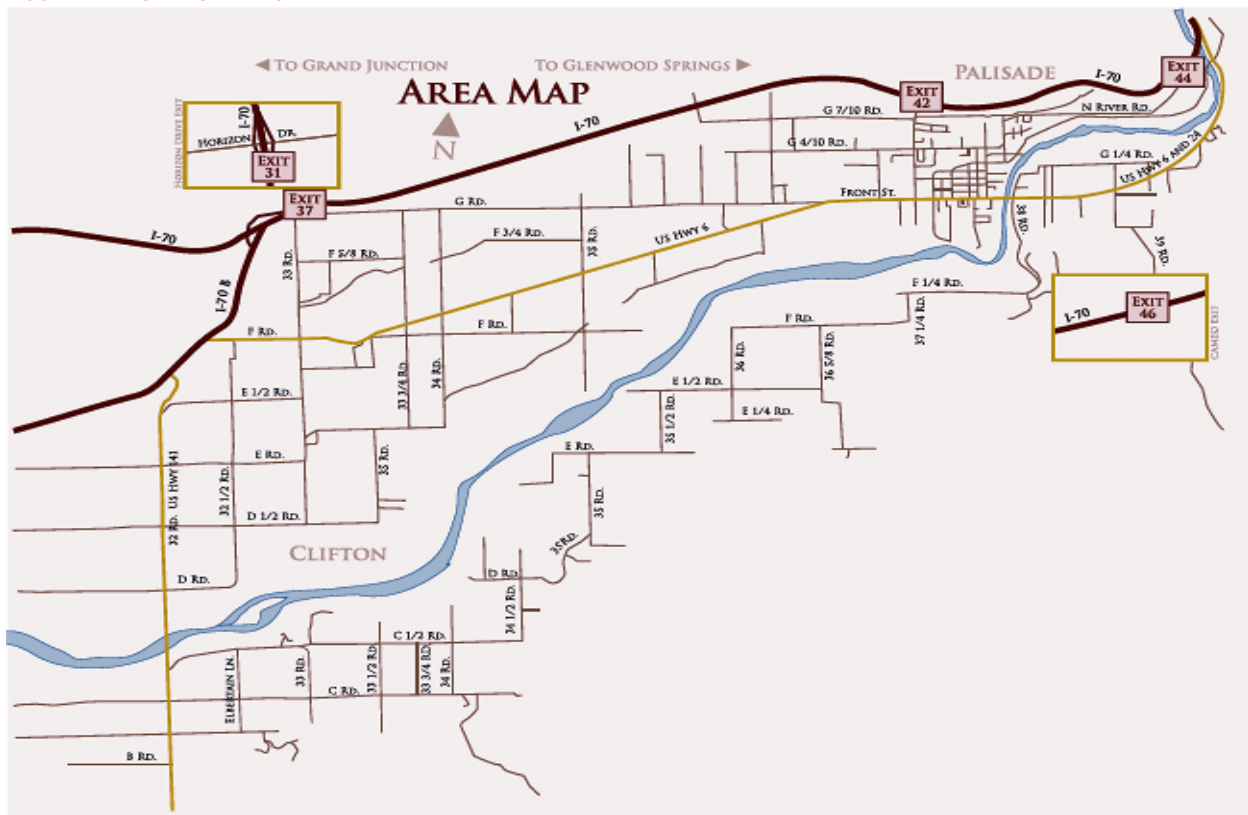 TO GRAND JUNCTION
TO GLENWOOD SPRINGS
AREA MAP
N
PALISADE
EXIT
44
I-70
EXIT
42
N RIVER RD.
G 7/10 RD.
I-70
G 4/10 RD.
G 1/4 RD.
US HWY 6 AND 24
HORIZON DRIVE EXIT
I-70
HORIZON DR.
EXIT
31
EXIT
37
G RD.
FRONT ST.
38 RD.
39 RD.
I-70
I-70 B
33 RD.
F 5/8 RD.
F 3/4 RD.
35 RD.
US HWY 6
F 1/4 RD.
37 1/4 RD.
I-70
EXIT
46
CAMEO EXIT
F RD.
F RD.
F RD.
36 RD.
36 5/8 RD.
33 3/4 RD.
34 RD.
E 1/2 RD.
E 1/2 RD.
E 1/4 RD.
35 1/2 RD.
E RD.
E RD.
35 RD.
35 RD.
32 RD. US HWY 141
32 1/2 RD.
D 1/2 RD.
CLIFTON
35 RD.
D RD.
D RD.
34 1/2 RD.
C 1/2 RD.
ELBERTAIN LN.
33 RD.
33 1/2 RD.
33 3/4 RD.
34 RD.
C RD.
B RD.